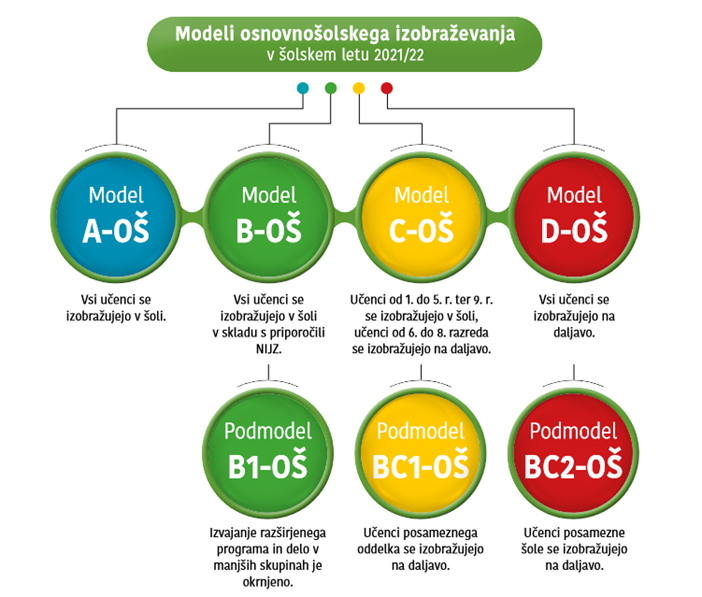 Modeli osnovnošolskega izobraževanja
v šolskem letu 2021/22
Model
A-OŠ
Vsi učenci se
izobražujejo v šoli.
Model
B-OŠ
Vsi učenci se
izobražujejo v šoli
v skladu s priporočili
NIJZ.
Model
C-OŠ
Učenci od 1. do 5. r. ter 9. r.
se izobražujejo v šoli,
učenci od 6. do 8. razreda
se izobražujejo na daljavo.
Model
D-OŠ
Vsi učenci se
izobražujejo na
daljavo.
Podmodel
B1-OŠ
Izvajanje razširjenega
programa in delo v
manjših skupinah je
okrnjeno.
Podmodel
BC1-OŠ
Učenci posameznega
oddelka se izobražujejo
na daljavo.
Podmodel
BC2-OŠ
Učenci posamezne
šole se izobražujejo
na daljavo.